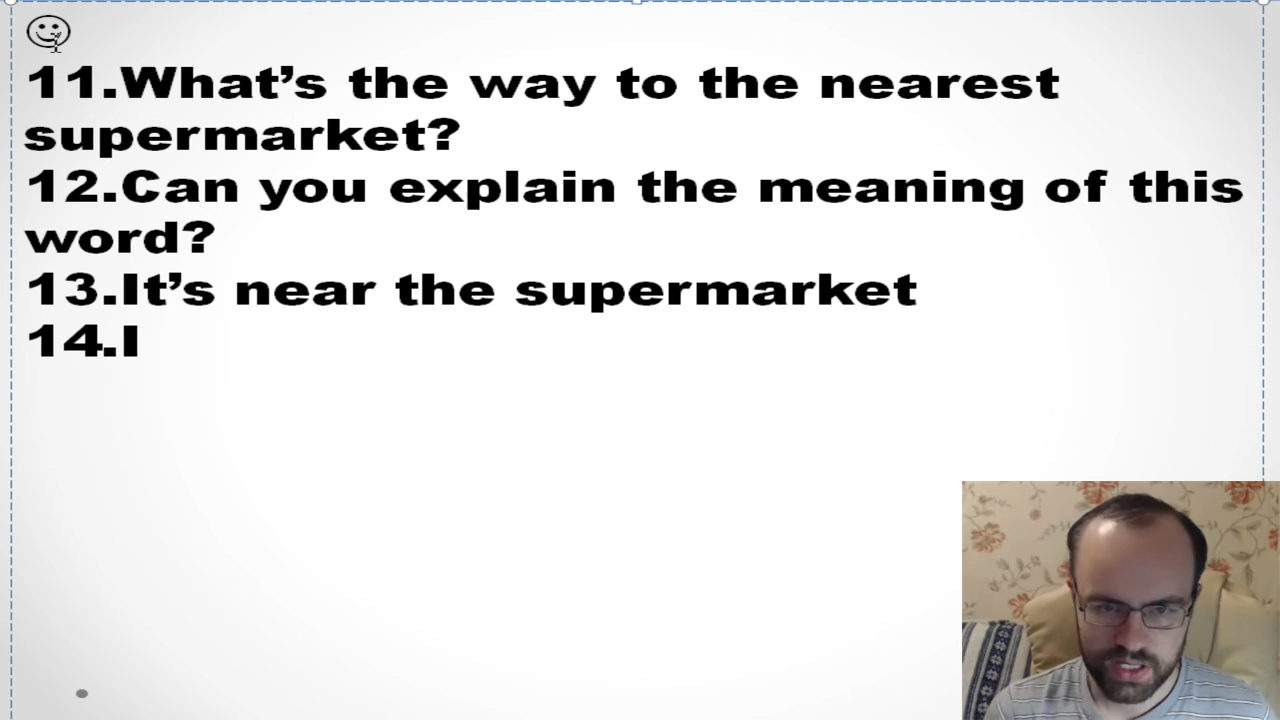 11.What’s the way to the nearest
supermarket?
12.Can you explain the meaning of this
word?
13.It’s near the supermarket
14.I